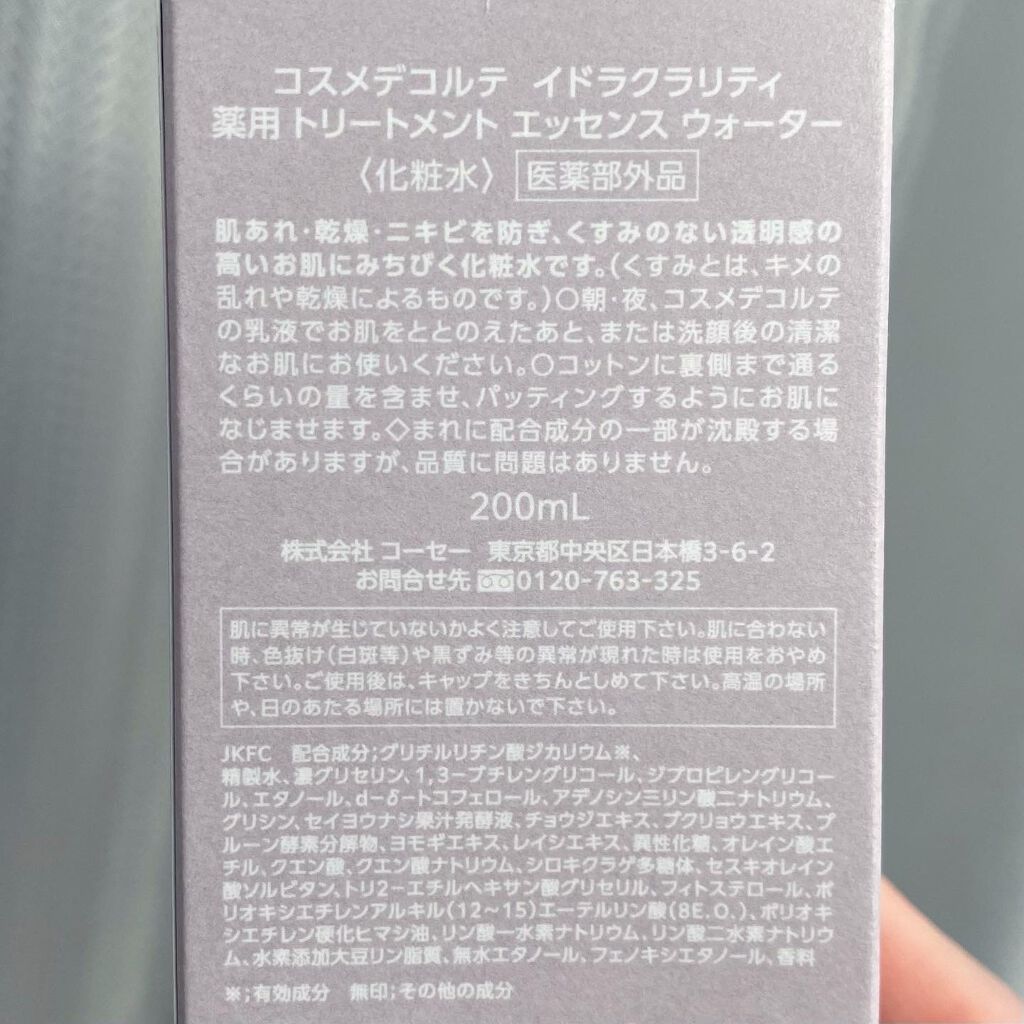 コスメデコルテ イドラクラリティ
薬用 トリートメント エッセンス ウォーター
〈化粧水〉 医薬部外品
肌あれ・乾燥・ニキビを防ぎ、くすみのない透明感の
高いお肌にみちびく化粧水です。(くすみとは、キメの
乱れや乾燥によるものです。)○朝・夜、コスメデコルテ
の乳液でお肌をととのえたあと、または洗顔後の清潔
なお肌にお使いください。○コットンに裏側まで通る
くらいの量を含ませ、パッティングするようにお肌に
なじませます。◇まれに配合成分の一部が沈殿する場
合がありますが、品質に問題はありません。
200mL
株式会社 コーセー 東京都中央区日本橋3-6-2
お問合せ先 0120-763-325
肌に異常が生じていないかよく注意してご使用下さい。肌に合わない
時、色抜け(白斑等)や黒ずみ等の異常が現れた時は使用をおやめ
下さい。ご使用後は、キャップをきちんとしめて下さい。高温の場所
や、日のあたる場所には置かないで下さい。
JKFC 配合成分;グリチルリチン酸ジカリウム※、
精製水、濃グリセリン、1,3-ブチレングリコール、ジプロピレングリコー
ル、エタノール、d-δ-トコフェロール、アデノシン三リン酸二ナトリウム、
グリシン、セイヨウナシ果汁発酵液、チョウジエキス、ブクリョウエキス、プ
ルーン酵素分解物、ヨモギエキス、レイシエキス、異性化糖、オレイン酸エ
チル、クエン酸、クエン酸ナトリウム、シロキクラゲ多糖体、セスキオレイン
酸ソルビタン、トリ2-エチルヘキサン酸グリセリル、フィトステロール、ポ
リオキシエチレンアルキル(12~15)エーテルリン酸(8E.O.)、ポリオキ
シエチレン硬化ヒマシ油、リン酸一水素ナトリウム、リン酸二水素ナトリウ
ム、水素添加大豆リン脂質、無水エタノール、フェノキシエタノール、香料
※;有効成分 無印;その他の成分